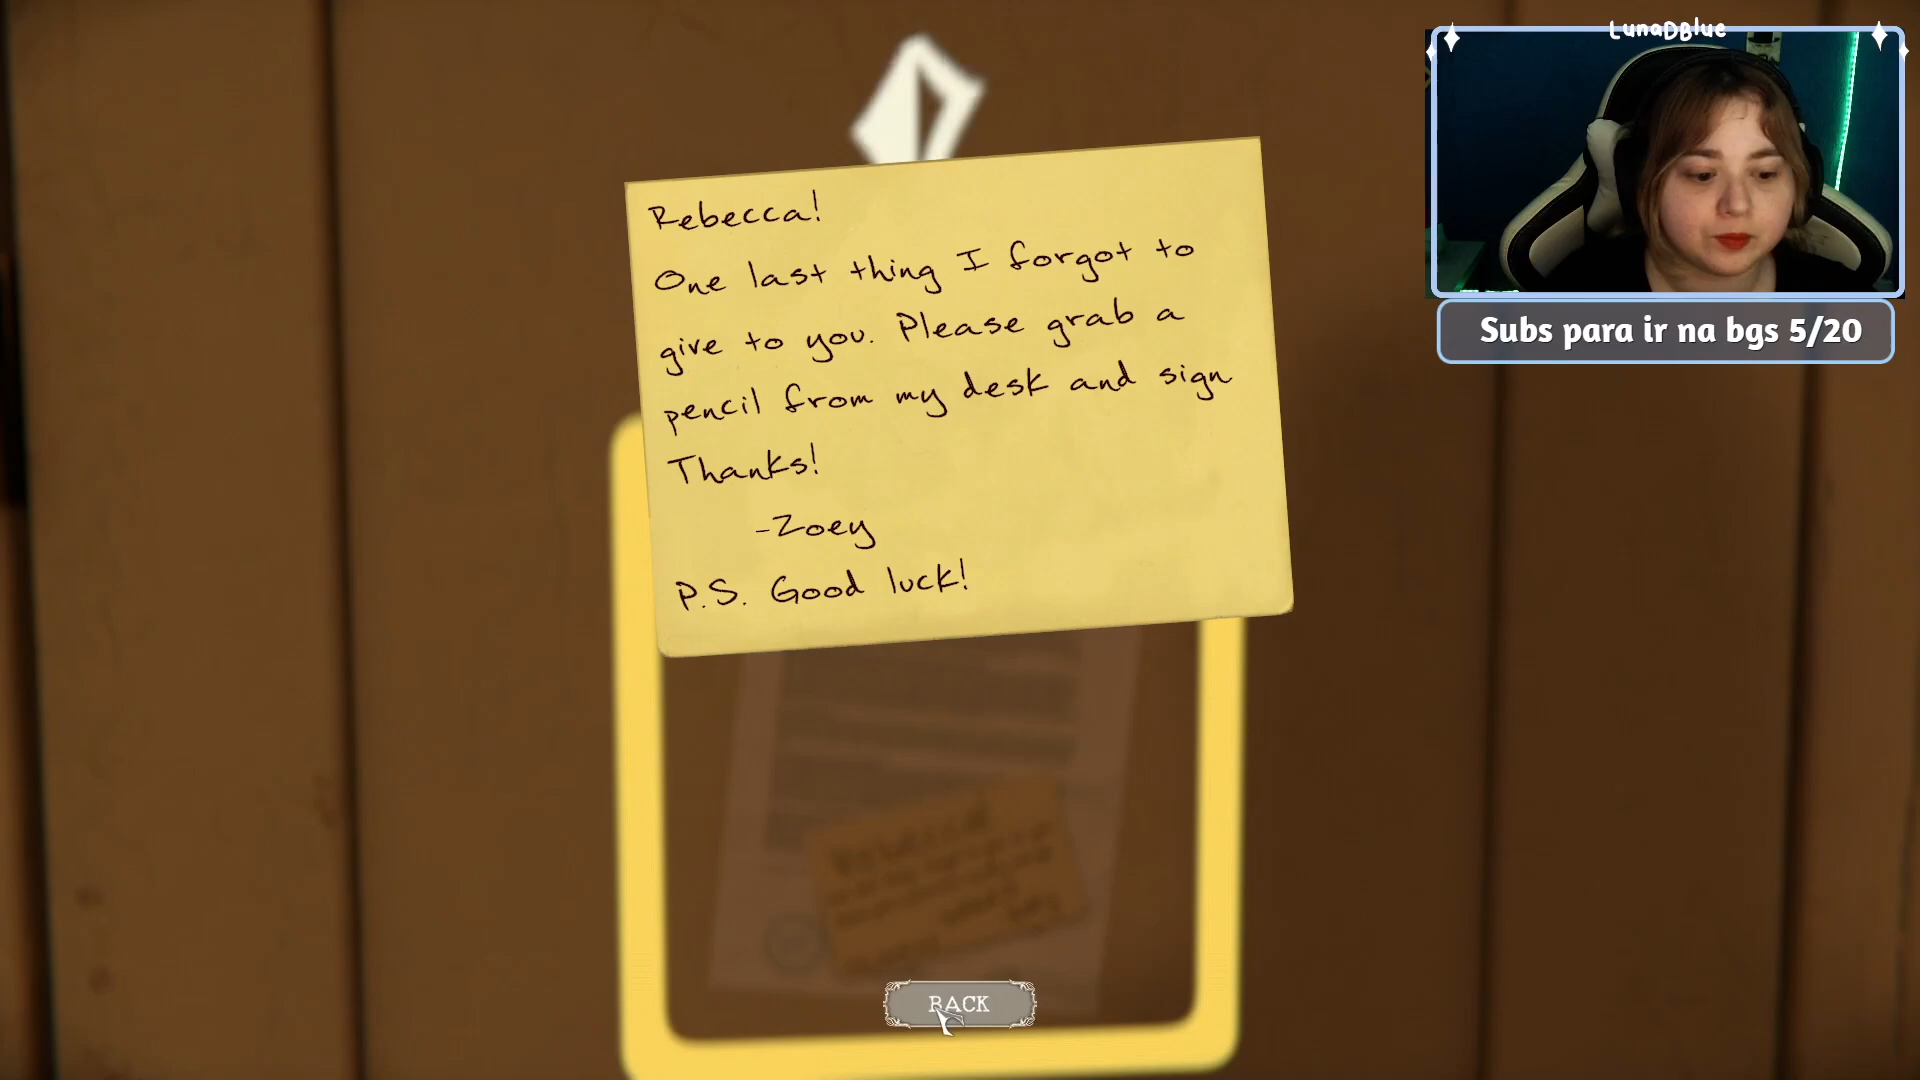 LunaDBlue
Subs para ir na bgs 5/20
Rebecca!
One last thing I forgot to
give to you. Please grab a
pencil from my desk and sign
Thanks!
-Zoey
P.S. Good luck!
BACK